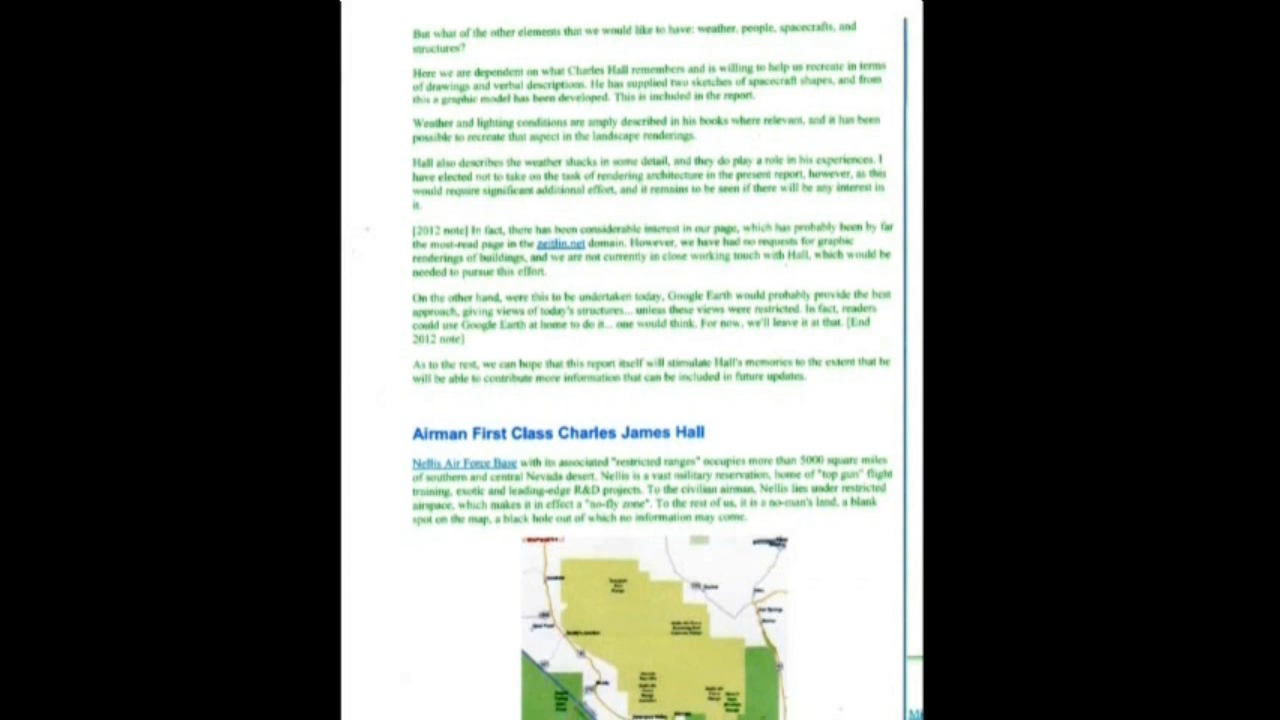 But what of the other elements that we would like to have: weather, people, spacecrafts, and
structures?
Here we are dependent on what Charles Hall remembers and is willing to help us recreate in terms
of drawings and verbal descriptions. He has supplied two sketches of spacecraft shapes, and from
this a graphic model has been developed. This is included in the report.
Weather and lighting conditions are amply described in his books where relevant, and it has been
possible to recreate that aspect in the landscape renderings.
Hall also describes the weather shacks in some detail, and they do play a role in his experiences. I
have elected not to take on the task of rendering architecture in the present report, however, as this
would require significant additional effort, and it remains to be seen if there will be any interest in
it.
[2012 note] In fact, there has been considerable interest in our page, which has probably been by far
the most-read page in the zeitlin.net domain. However, we have had no requests for graphic
renderings of buildings, and we are not currently in close working touch with Hall, which would be
needed to pursue this effort.
On the other hand, were this to be undertaken today, Google Earth would probably provide the best
approach, giving views of today's structures... unless these views were restricted. In fact, readers
could use Google Earth at home to do it... one would think. For now, we'll leave it at that. [End
2012 note]
As to the rest, we can hope that this report itself will stimulate Hall's memories to the extent that he
will be able to contribute more information that can be included in future updates.
Airman First Class Charles James Hall
Nellis Air Force Base with its associated "restricted ranges" occupies more than 5000 square miles
of southern and central Nevada desert. Nellis is a vast military reservation, home of "top gun" flight
training, exotic and leading-edge R&D projects. To the civilian airman, Nellis lies under restricted
airspace, which makes it in effect a "no-fly zone". To the rest of us, it is a no-man's land, a blank
spot on the map, a black hole out of which no information may come.